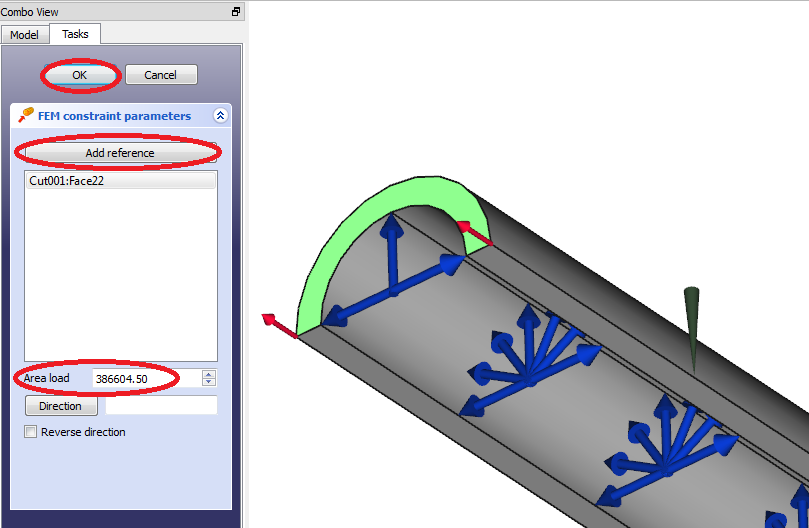 Combo View
Model Tasks
OK Cancel
FEM constraint parameters
Add reference
Cut001:Face22
Area load 386604.50
Direction
Reverse direction